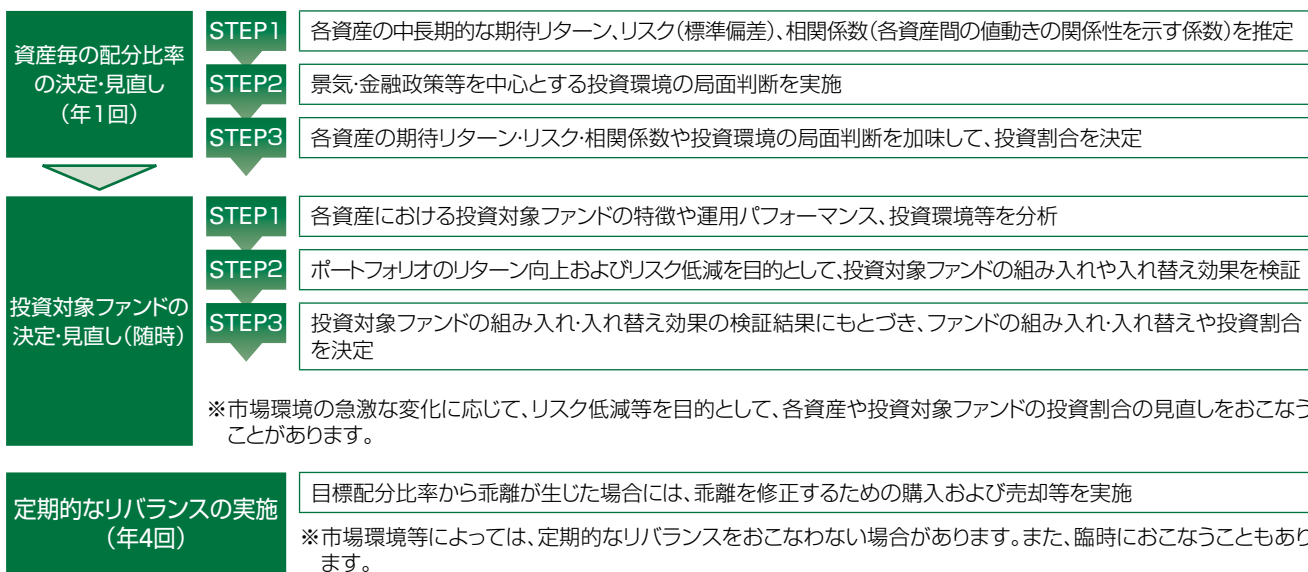 資産毎の配分比率
の決定・見直し
(年1回)
STEP1
各資産の中長期的な期待リターン、リスク(標準偏差)、相関係数(各資産間の値動きの関係性を示す係数)を推定
STEP2
景気・金融政策等を中心とする投資環境の局面判断を実施
STEP3
各資産の期待リターン・リスク・相関係数や投資環境の局面判断を加味して、投資割合を決定
投資対象ファンドの
決定・見直し(随時)
STEP1
各資産における投資対象ファンドの特徴や運用パフォーマンス、投資環境等を分析
STEP2
ポートフォリオのリターン向上およびリスク低減を目的として、投資対象ファンドの組み入れや入れ替え効果を検証
STEP3
投資対象ファンドの組み入れ・入れ替え効果の検証結果にもとづき、ファンドの組み入れ・入れ替えや投資割合
を決定
※市場環境の急激な変化に応じて、リスク低減等を目的として、各資産や投資対象ファンドの投資割合の見直しをおこなう
ことがあります。
定期的なリバランスの実施
(年4回)
目標配分比率から乖離が生じた場合には、乖離を修正するための購入および売却等を実施
※市場環境等によっては、定期的なリバランスをおこなわない場合があります。また、臨時におこなうこともあり
ます。